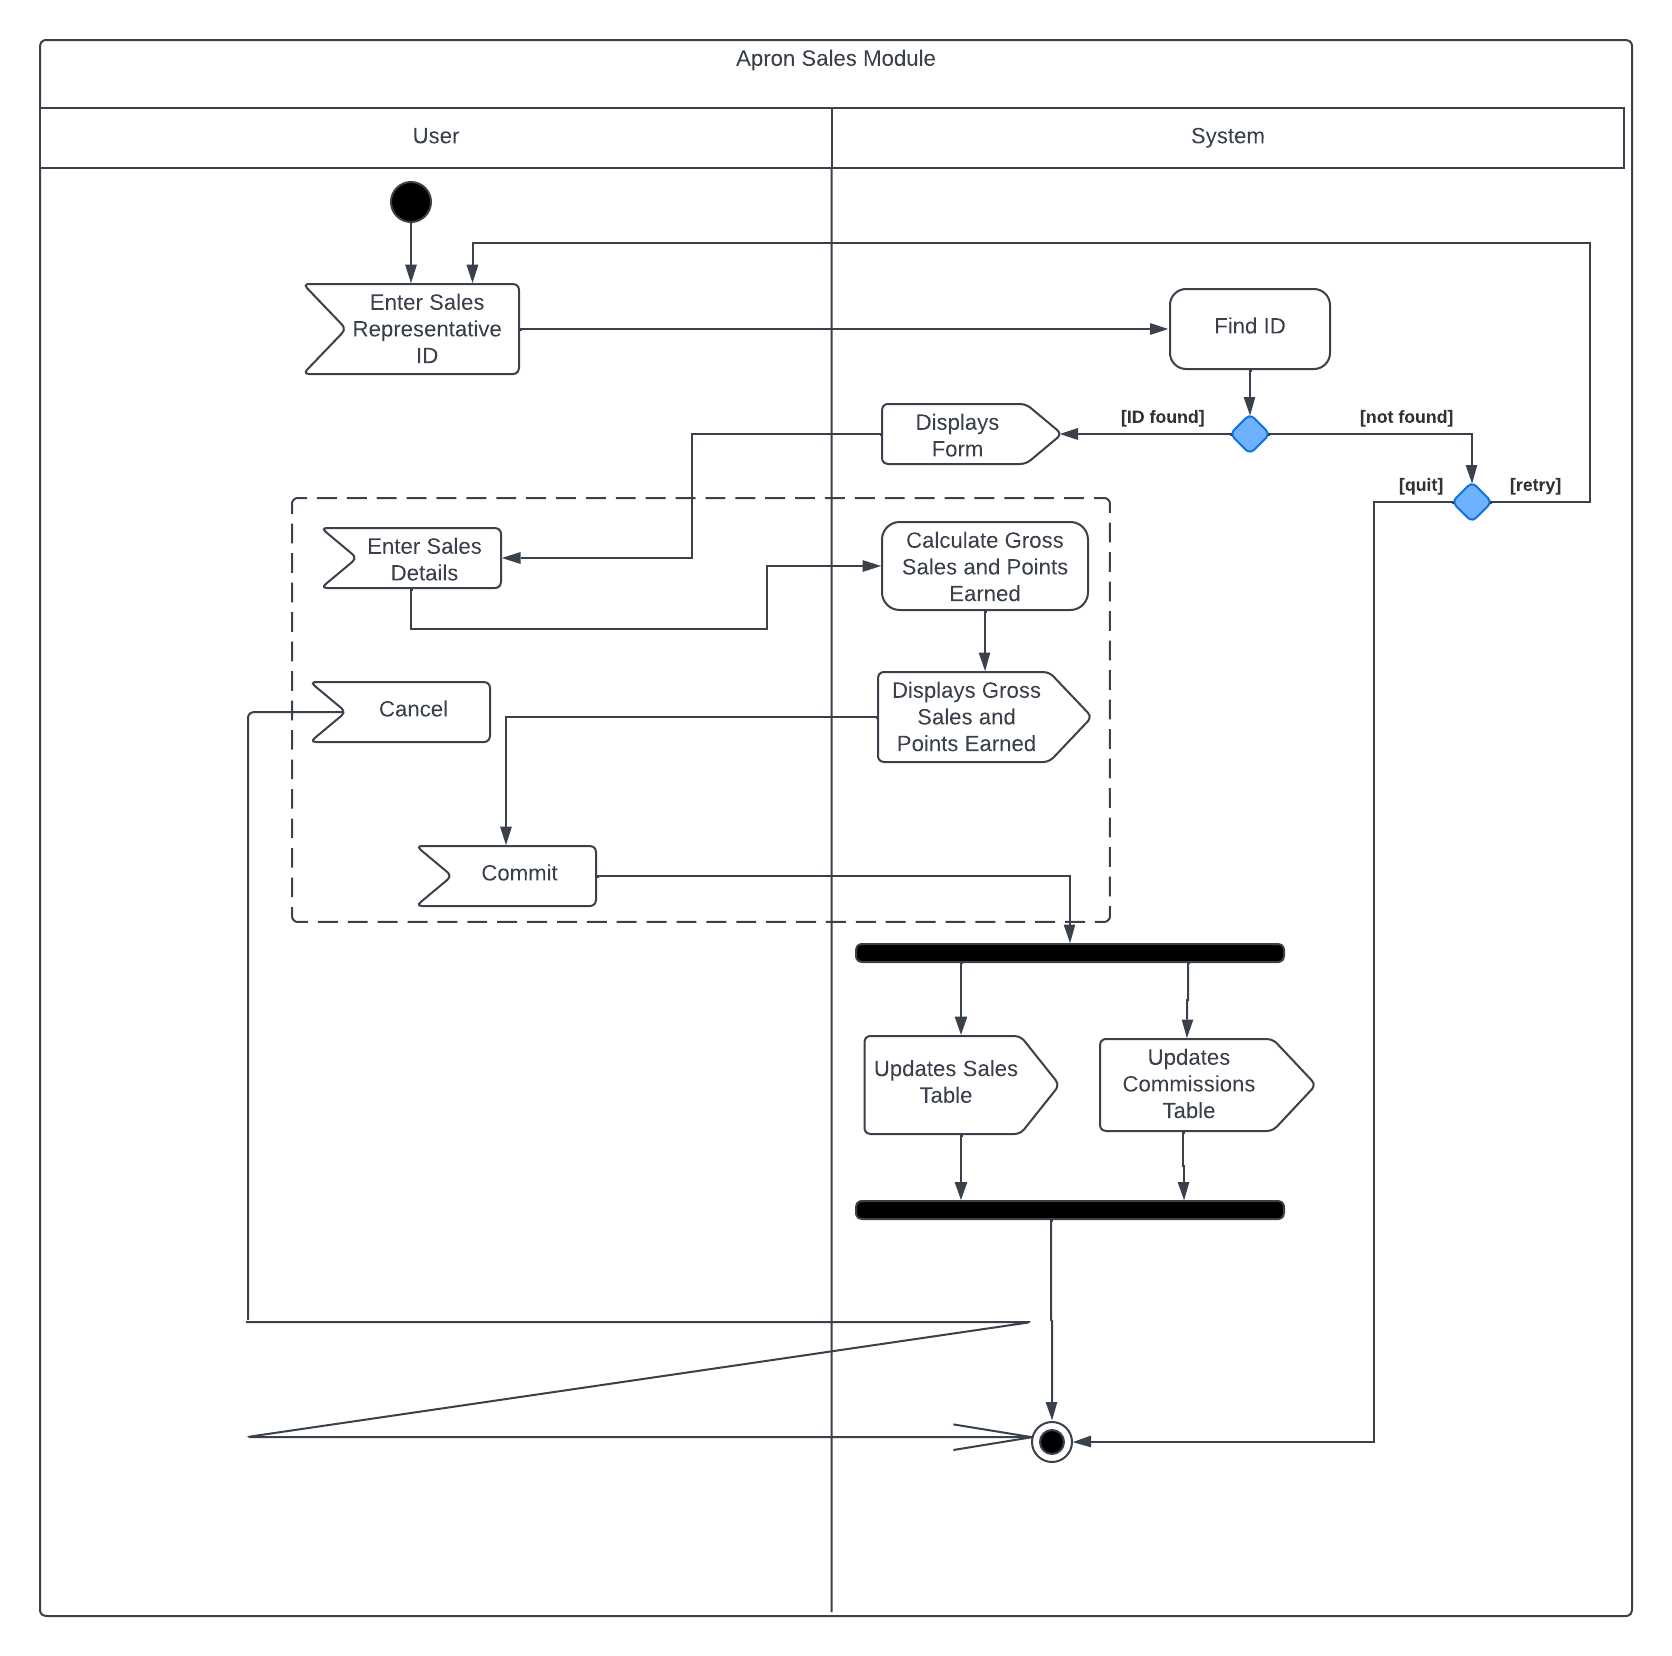 Apron Sales Module
User
System
Enter Sales
Representative
ID
Find ID
[ID found]
[not found]
Displays
Form
[quit]
[retry]
Enter Sales
Details
Calculate Gross
Sales and Points
Earned
Cancel
Displays Gross
Sales and
Points Earned
Commit
Updates Sales
Table
Updates
Commissions
Table